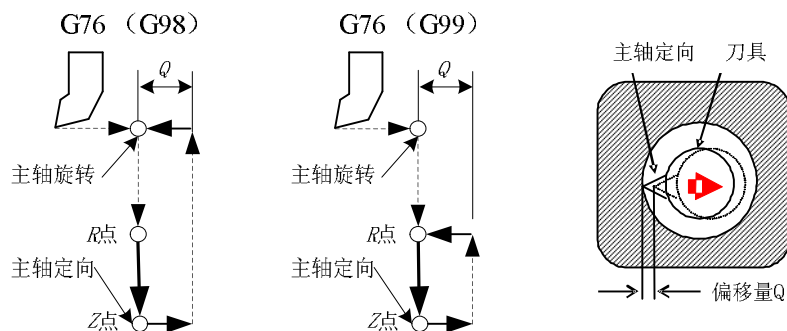 G76 （G98）
Q
主轴旋转
R点
主轴定向
Z点
G76 （G99）
Q
主轴旋转
R点
主轴定向
Z点
主轴定向
刀具
偏移量Q